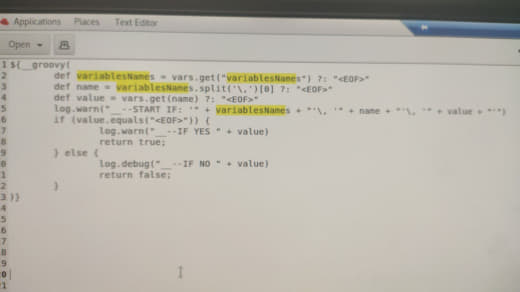 Applications Places Text Editor
Open
1 ${__groovy(
2 def variablesNames = vars.get("variablesNames") ?: "<EOF>"
3 def name = variablesNames.split('\,')[0] ?: "<EOF>"
4 def value = vars.get(name) ?: "<EOF>"
5 log.warn("__--START IF: '" + variablesNames + "'\, '" + name + "'\, '" + value + "'")
6 if (value.equals("<EOF>")) {
7 log.warn("__--IF YES " + value)
8 return true;
9 } else {
0 log.debug("__--IF NO " + value)
1 return false;
2 }
3 )}
4
5
6
7
8
9
0
1